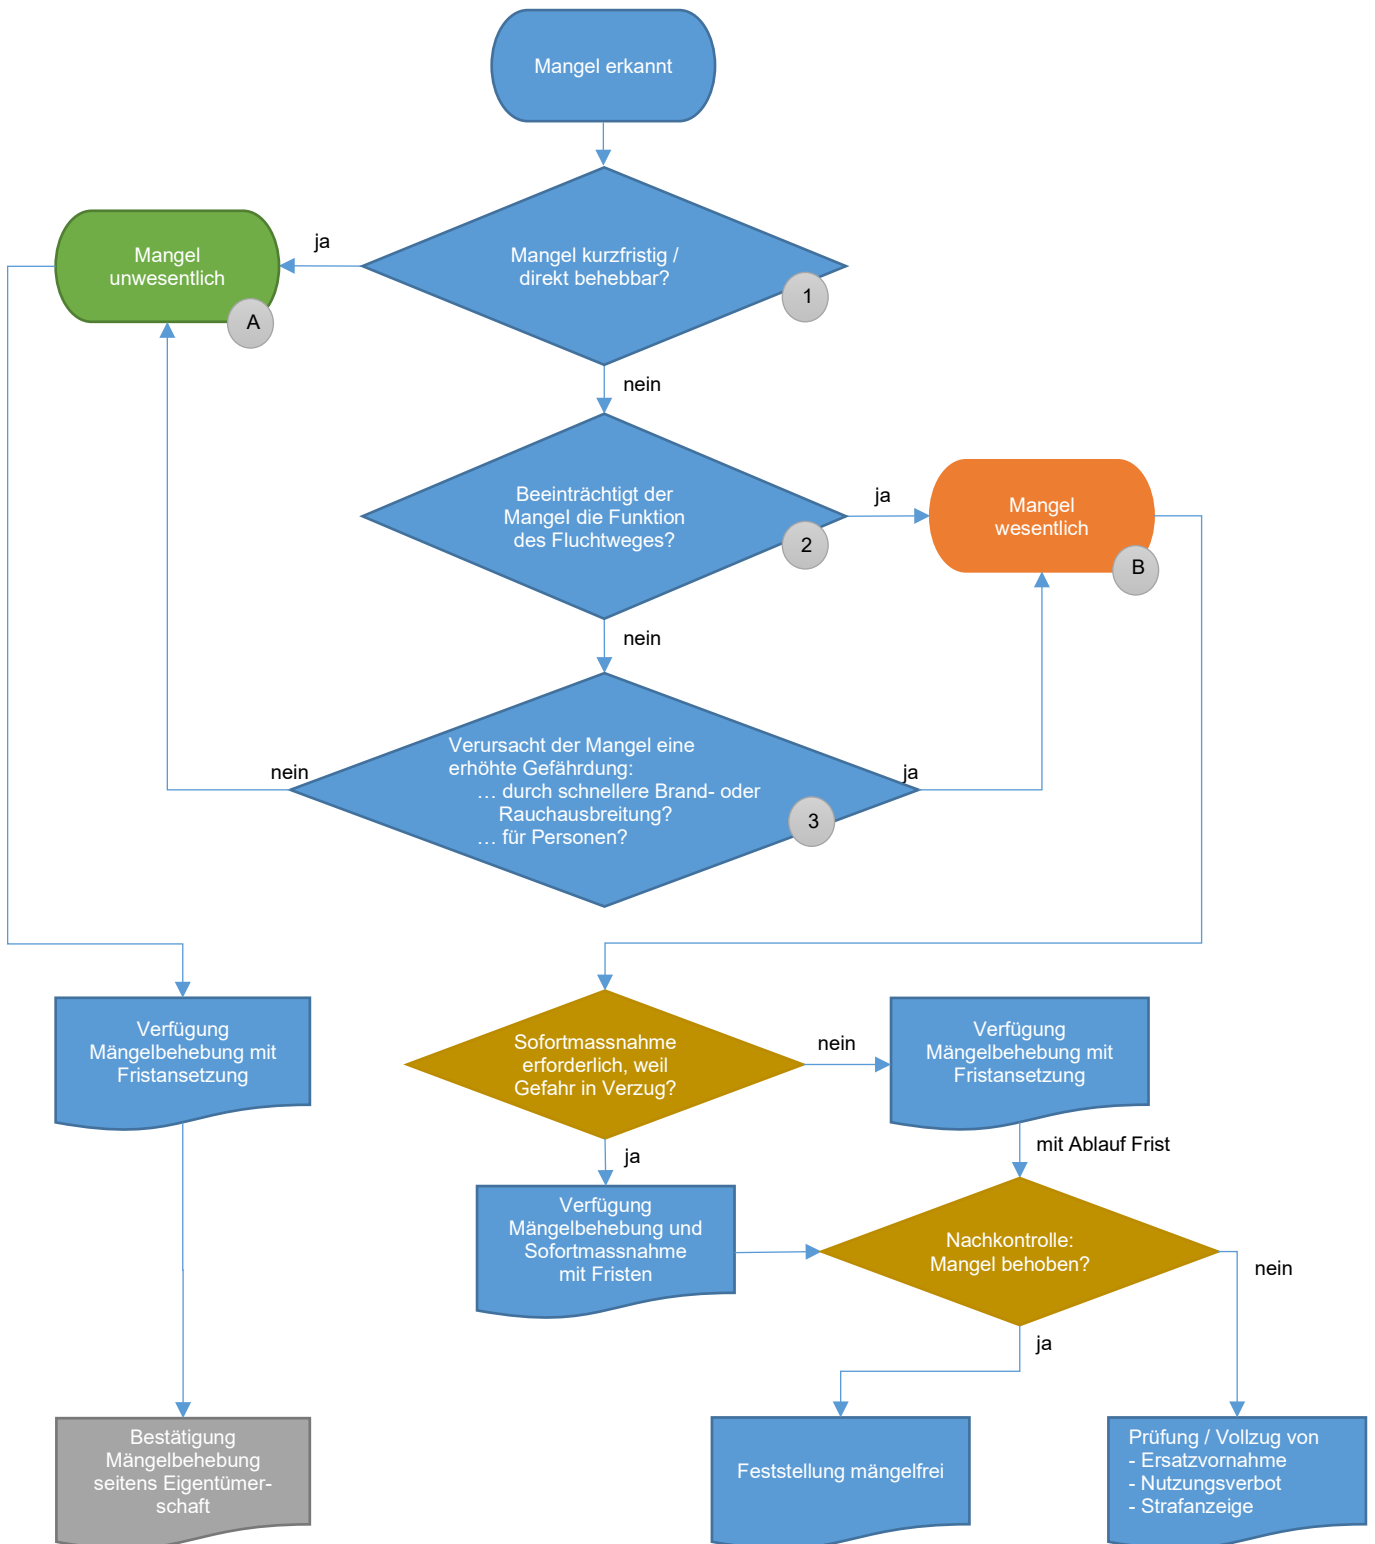 Mangel erkannt
ja
Mangel
unwesentlich
A
Mangel kurzfristig /
direkt behebbar?
1
nein
Beeinträchtigt der
Mangel die Funktion
des Fluchtweges?
2
ja
Mangel
wesentlich
B
nein
nein
Verursacht der Mangel eine
erhöhte Gefährdung:
… durch schnellere Brand- oder
Rauchausbreitung?
… für Personen?
3
ja
Verfügung
Mängelbehebung mit
Fristansetzung
Sofortmassnahme
erforderlich, weil
Gefahr in Verzug?
nein
Verfügung
Mängelbehebung mit
Fristansetzung
ja
mit Ablauf Frist
Verfügung
Mängelbehebung und
Sofortmassnahme
mit Fristen
Nachkontrolle:
Mangel behoben?
nein
ja
Bestätigung
Mängelbehebung
seitens Eigentümer-
schaft
Feststellung mängelfrei
Prüfung / Vollzug von
- Ersatzvornahme
- Nutzungsverbot
- Strafanzeige